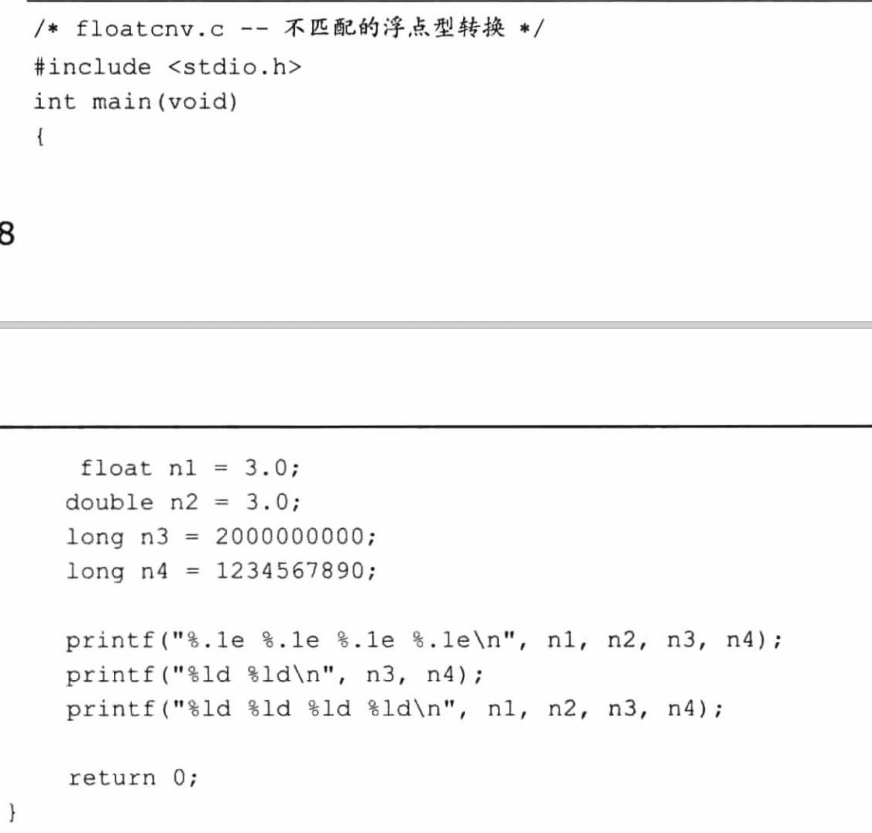 /* floatcnv.c -- 不匹配的浮点型转换 */
#include <stdio.h>
int main(void)
{
8
float n1 = 3.0;
double n2 = 3.0;
long n3 = 2000000000;
long n4 = 1234567890;
printf("%.1e %.1e %.1e %.1e\n", n1, n2, n3, n4);
printf("%ld %ld\n", n3, n4);
printf("%ld %ld %ld %ld\n", n1, n2, n3, n4);
return 0;
}